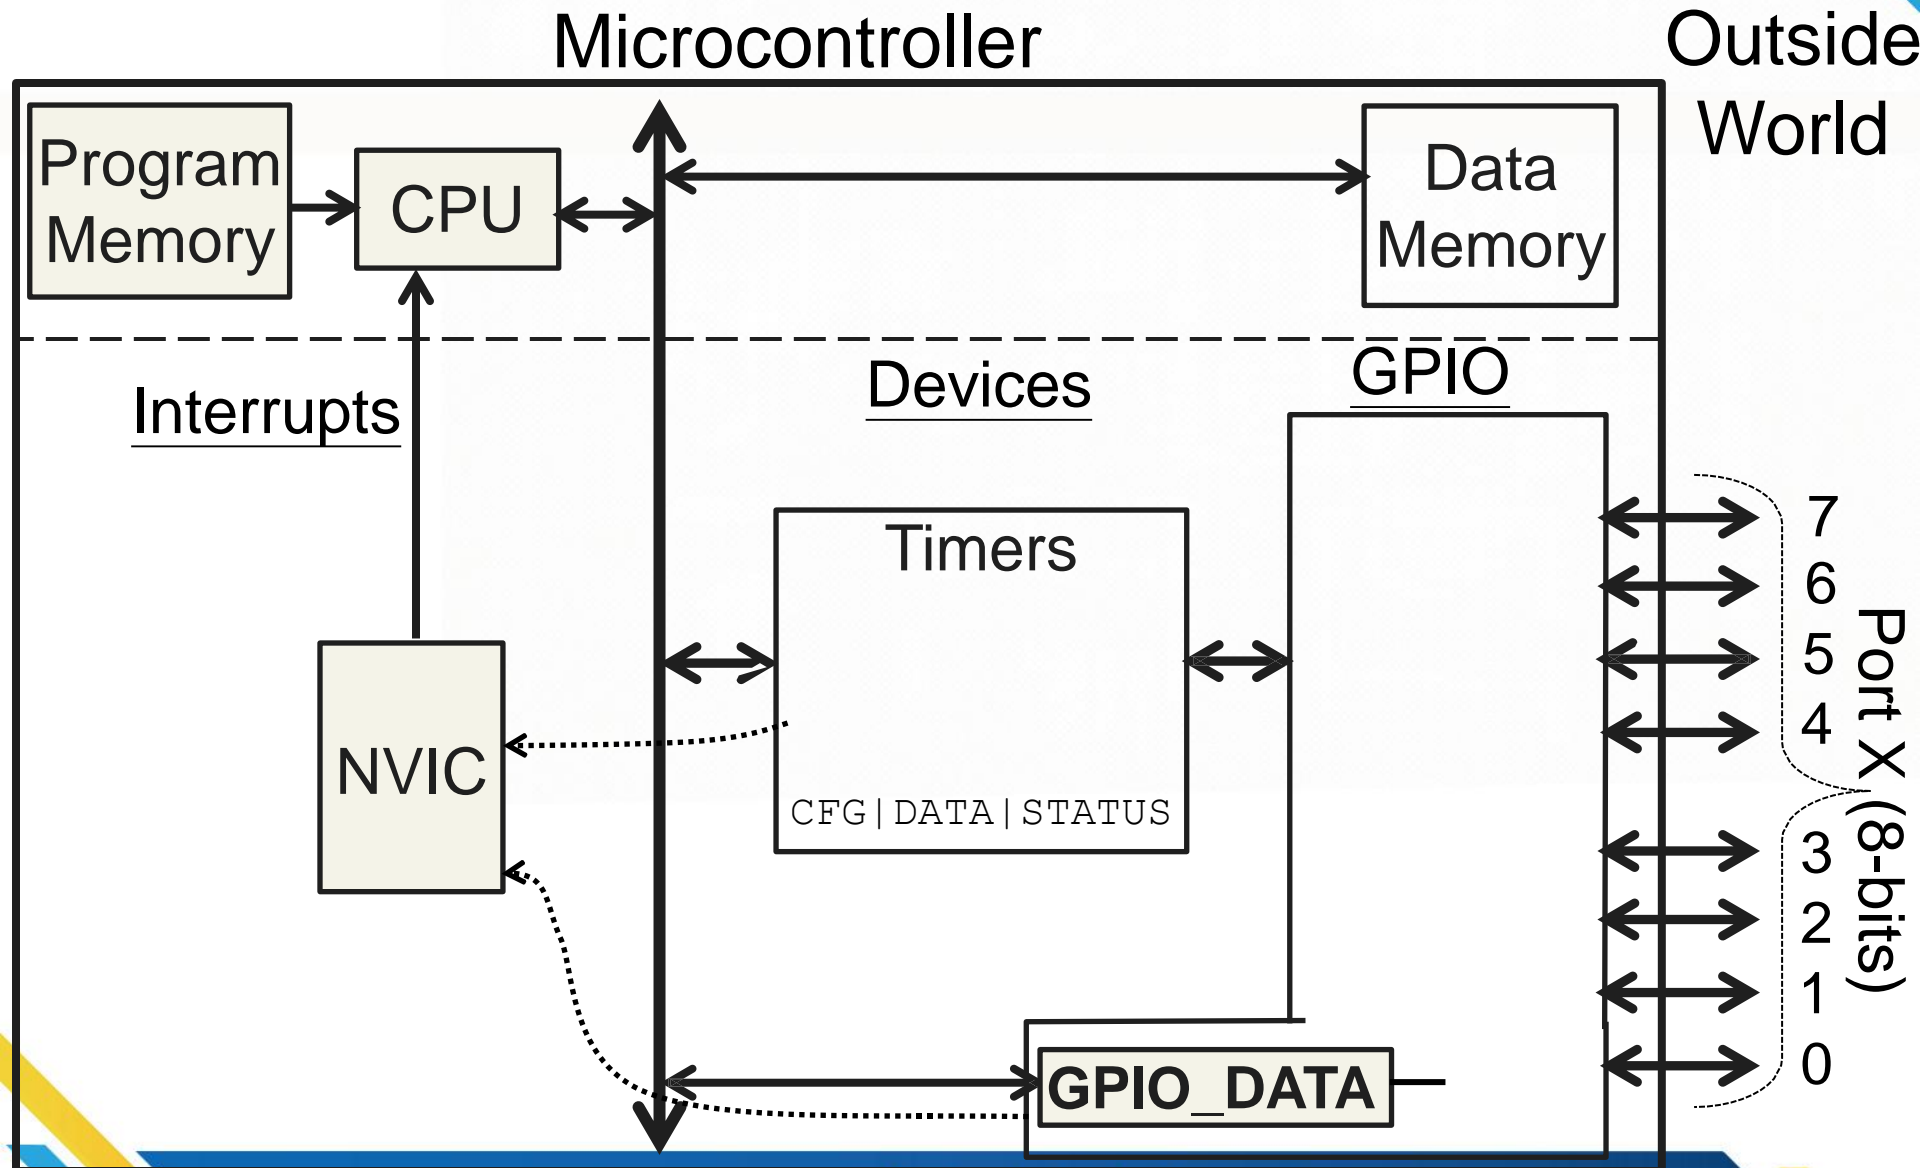 Microcontroller
Outside
World
Program
Memory
CPU
Data
Memory
Interrupts
Devices
GPIO
Timers
CFG|DATA|STATUS
NVIC
GPIO_DATA
7
6
5
4
3
2
1
0
Port X (8-bits)